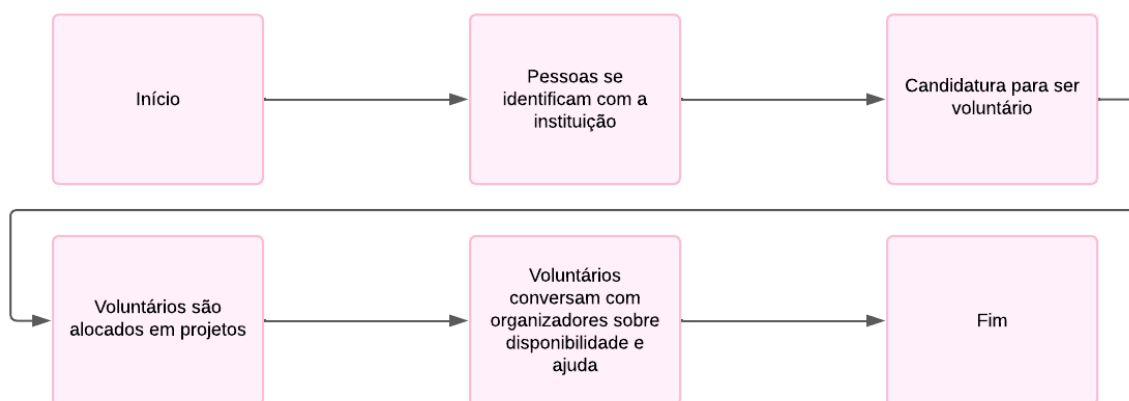 Início
Pessoas se
identificam com a
instituição
Candidatura para ser
voluntário
Voluntários são
alocados em projetos
Voluntários
conversam com
organizadores sobre
disponibilidade e
ajuda
Fim